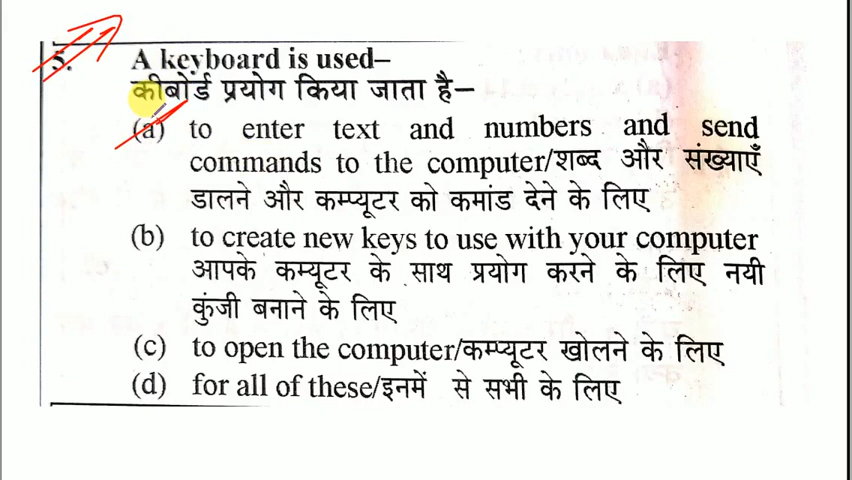 5. A keyboard is used–
कीबोर्ड प्रयोग किया जाता है–
(a) to enter text and numbers and send
commands to the computer/शब्द और संख्याएँ
डालने और कम्प्यूटर को कमांड देने के लिए
(b) to create new keys to use with your computer
आपके कम्यूटर के साथ प्रयोग करने के लिए नयी
कुंजी बनाने के लिए
(c) to open the computer/कम्प्यूटर खोलने के लिए
(d) for all of these/इनमें से सभी के लिए